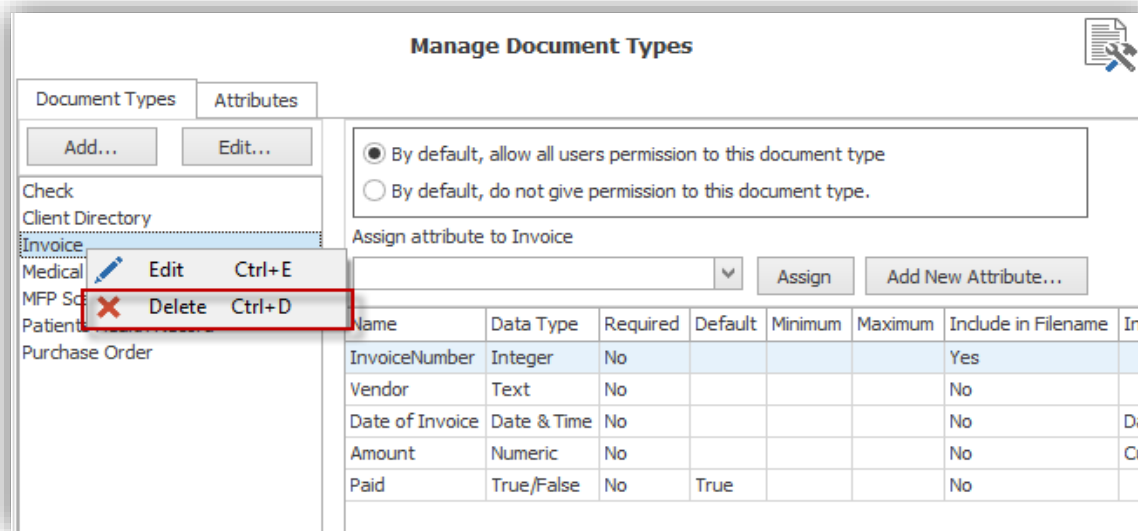 Manage Document Types
Document Types Attributes
Add... Edit...
By default, allow all users permission to this document type
By default, do not give permission to this document type.
Check
Client Directory
Invoice
Medical
MFP
Patient
Purchase Order
Edit Ctrl+E
Delete Ctrl+D
Assign attribute to Invoice
Assign Add New Attribute...
Name Data Type Required Default Minimum Maximum Include in Filename
InvoiceNumber Integer No Yes
Vendor Text No No
Date of Invoice Date & Time No No
Amount Numeric No No
Paid True/False No True No